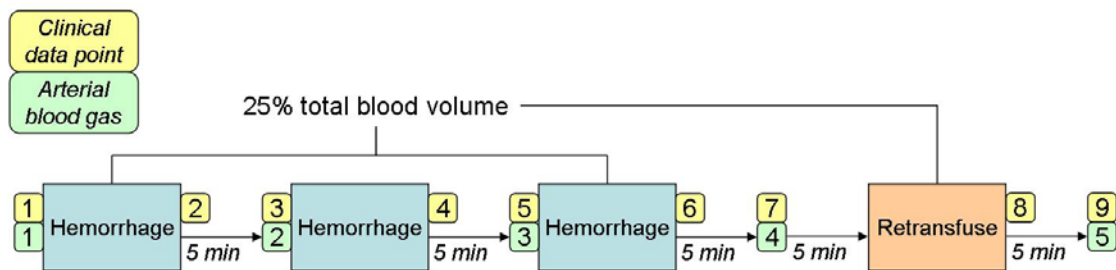 Clinical
data point
Arterial
blood gas
25% total blood volume
1 Hemorrhage 2 3 Hemorrhage 4 5 Hemorrhage 6 7 Retransfuse 8 9
1 5 min 2 5 min 3 5 min 4 5 min 5 min 5